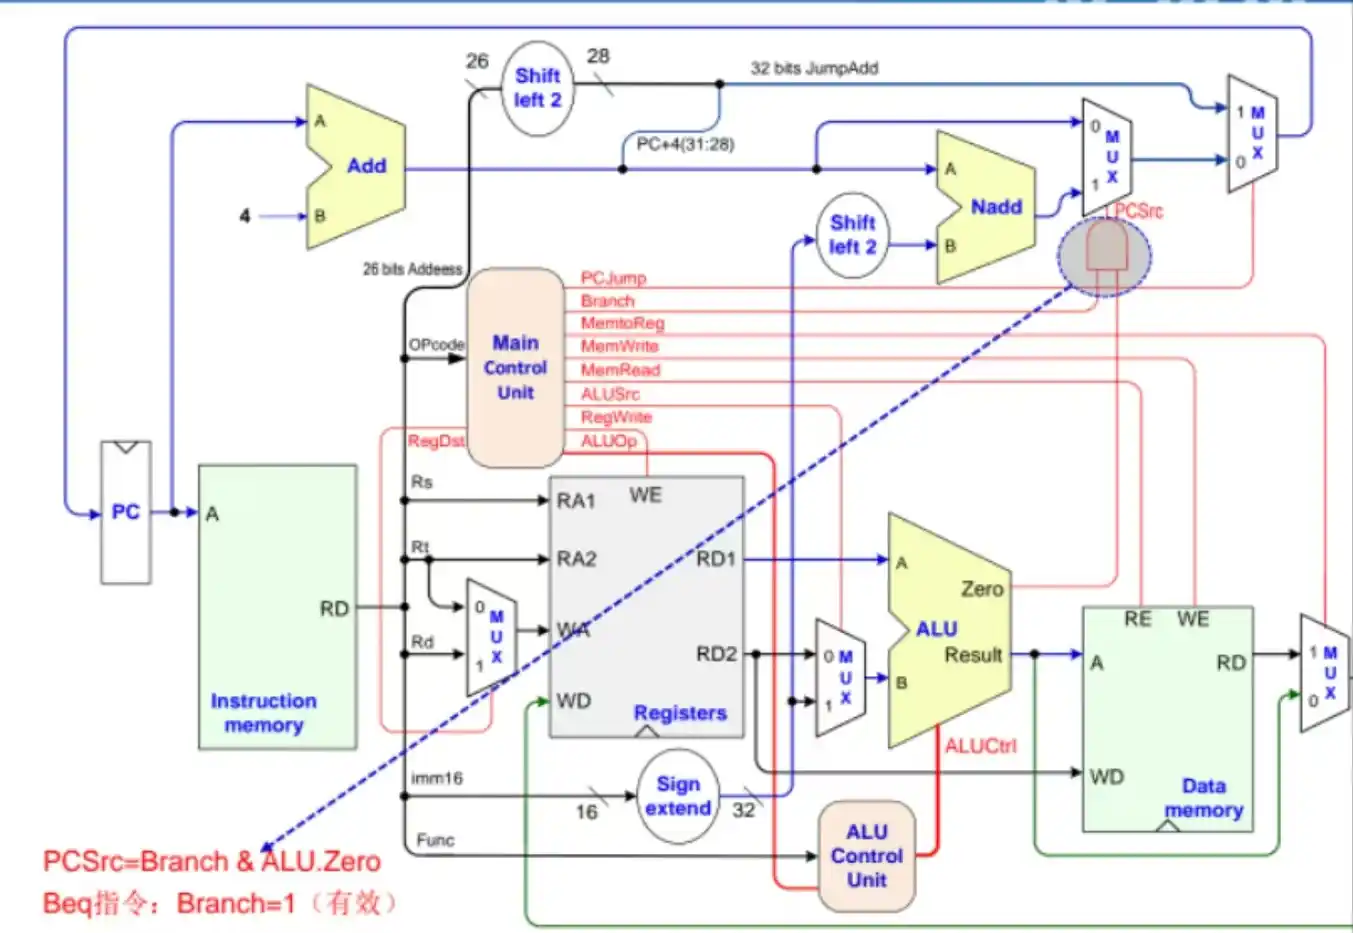 26
28
Shift
left 2
32 bits JumpAdd
PC+4(31:28)
A
Add
4
B
A
Nadd
B
0
M
U
X
1
1
M
U
X
0
PCSrc
Shift
left 2
26 bits Addeess
OPcode
Main
Control
Unit
PCJump
Branch
MemtoReg
MemWrite
MemRead
ALUSrc
RegWrite
ALUOp
RegDst
PC
A
RD
Instruction
memory
Rs
Rt
Rd
0
M
U
X
1
RA1
WE
RA2
RD1
WA
RD2
WD
Registers
0
M
U
X
1
A
Zero
ALU
Result
B
ALUCtrl
RE
WE
A
RD
WD
Data
memory
1
M
U
X
0
imm16
16
Sign
extend
32
Func
ALU
Control
Unit
PCSrc=Branch & ALU.Zero
Beq指令：Branch=1（有效）